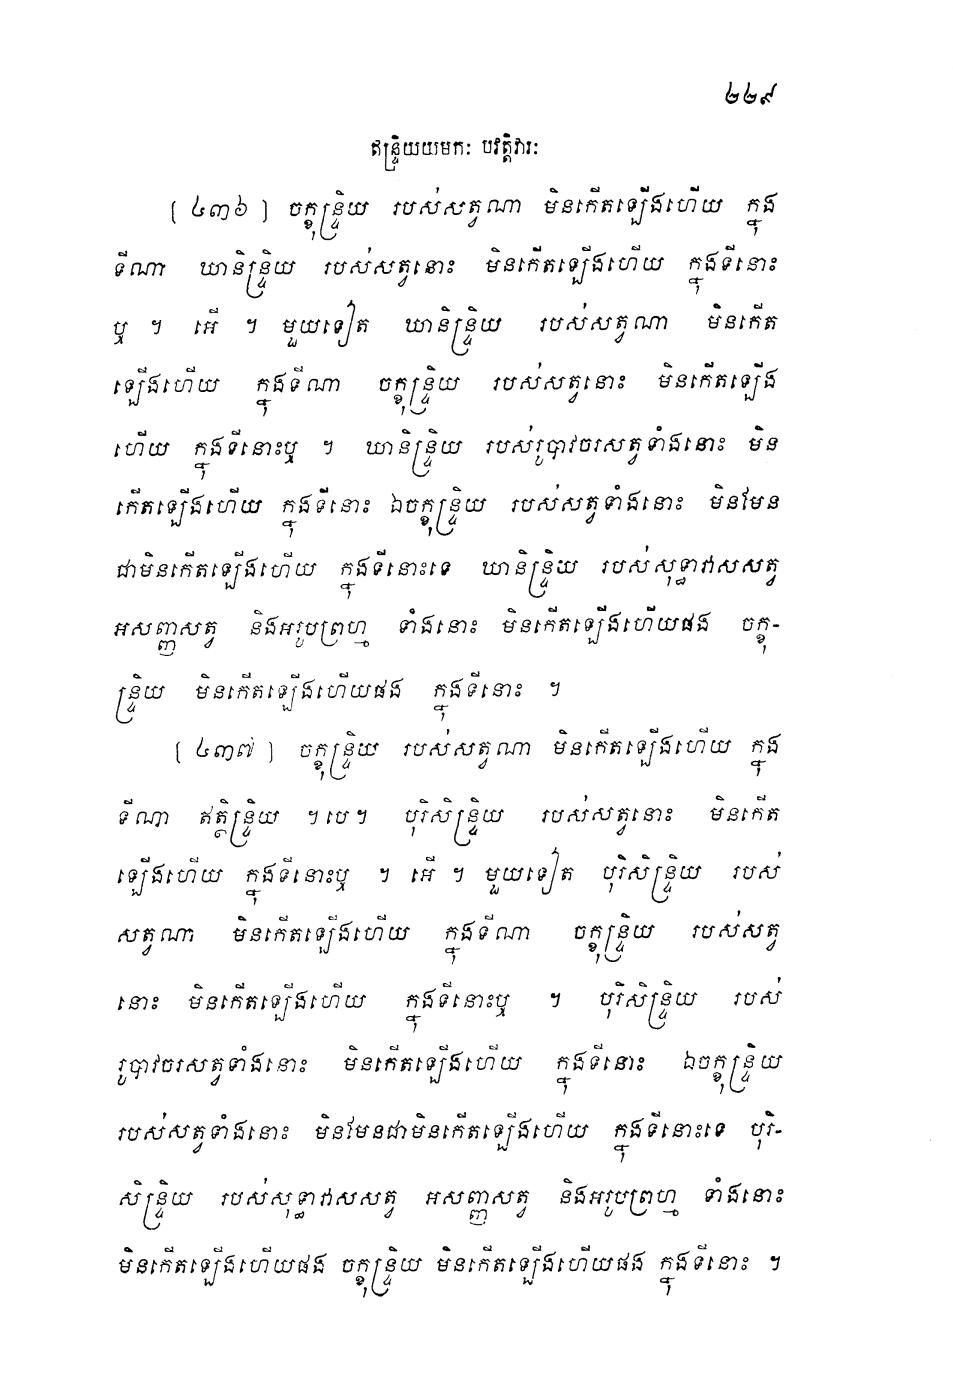 ២២៩
ឥន្ទ្រិយយមកៈ បវត្តិវារៈ
[ ៤៣៦ ] ចក្ខុន្ទ្រិយ របស់សត្វណា មិនកើតឡើងហើយ ក្នុង
ទីណា ឃានិន្ទ្រិយ របស់សត្វនោះ មិនកើតឡើងហើយ ក្នុងទីនោះ
ឬ ។ អើ ។ មួយទៀត ឃានិន្ទ្រិយ របស់សត្វណា មិនកើត
ឡើងហើយ ក្នុងទីណា ចក្ខុន្ទ្រិយ របស់សត្វនោះ មិនកើតឡើង
ហើយ ក្នុងទីនោះឬ ។ ឃានិន្ទ្រិយ របស់រូបាវចរសត្វទាំងនោះ មិន
កើតឡើងហើយ ក្នុងទីនោះ ឯចក្ខុន្ទ្រិយ របស់សត្វទាំងនោះ មិនមែន
ជាមិនកើតឡើងហើយ ក្នុងទីនោះទេ ឃានិន្ទ្រិយ របស់សុទ្ធាវាសសត្វ
អសញ្ញសត្វ និងអរូបព្រហ្ម ទាំងនោះ មិនកើតឡើងហើយផង ចក្ខុ-
ន្ទ្រិយ មិនកើតឡើងហើយផង ក្នុងទីនោះ ។
[ ៤៣៧ ] ចក្ខុន្ទ្រិយ របស់សត្វណា មិនកើតឡើងហើយ ក្នុង
ទីណា ឥត្ថិន្ទ្រិយ ។ បេ។ បុរិសិន្ទ្រិយ របស់សត្វនោះ មិនកើត
ឡើងហើយ ក្នុងទីនោះឬ ។ អើ ។ មួយទៀត បុរិសិន្ទ្រិយ របស់
សត្វណា មិនកើតឡើងហើយ ក្នុងទីណា ចក្ខុន្ទ្រិយ របស់សត្វ
នោះ មិនកើតឡើងហើយ ក្នុងទីនោះឬ ។ បុរិសិន្ទ្រិយ របស់
រូបាវចរសត្វទាំងនោះ មិនកើតឡើងហើយ ក្នុងទីនោះ ឯចក្ខុន្ទ្រិយ
របស់សត្វទាំងនោះ មិនមែនជាមិនកើតឡើងហើយ ក្នុងទីនោះទេ បុរិ-
សិន្ទ្រិយ របស់សុទ្ធាវាសសត្វ អសញ្ញសត្វ និងអរូបព្រហ្ម ទាំងនោះ
មិនកើតឡើងហើយផង ចក្ខុន្ទ្រិយ មិនកើតឡើងហើយផង ក្នុងទីនោះ ។